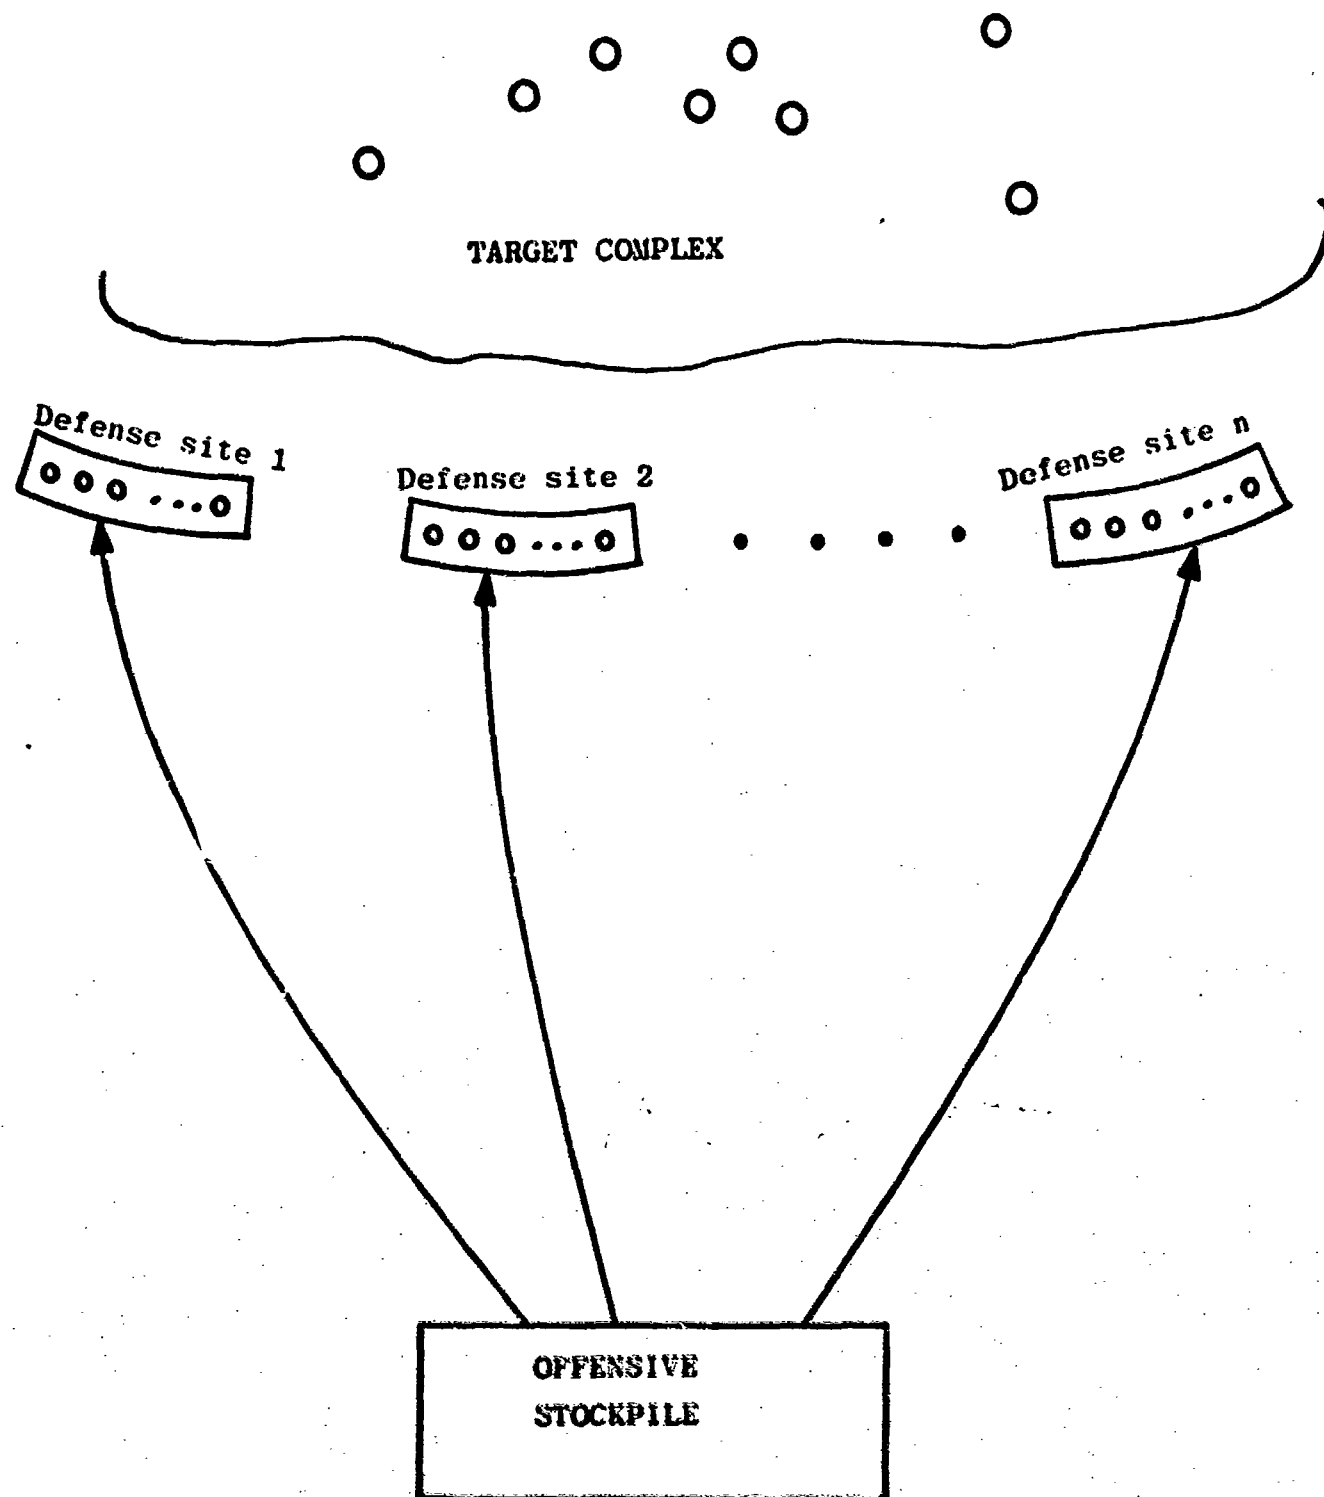 TARGET COMPLEX
Defense site 1
Defense site 2
Defense site n
OFFENSIVE
STOCKPILE